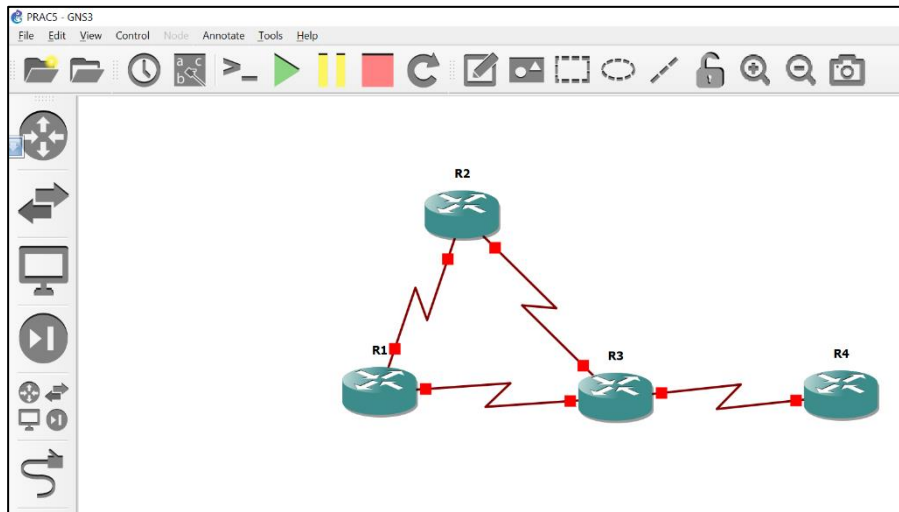 PRAC5 - GNS3
File Edit View Control Node Annotate Tools Help
a c
b
R2
R1
R3
R4